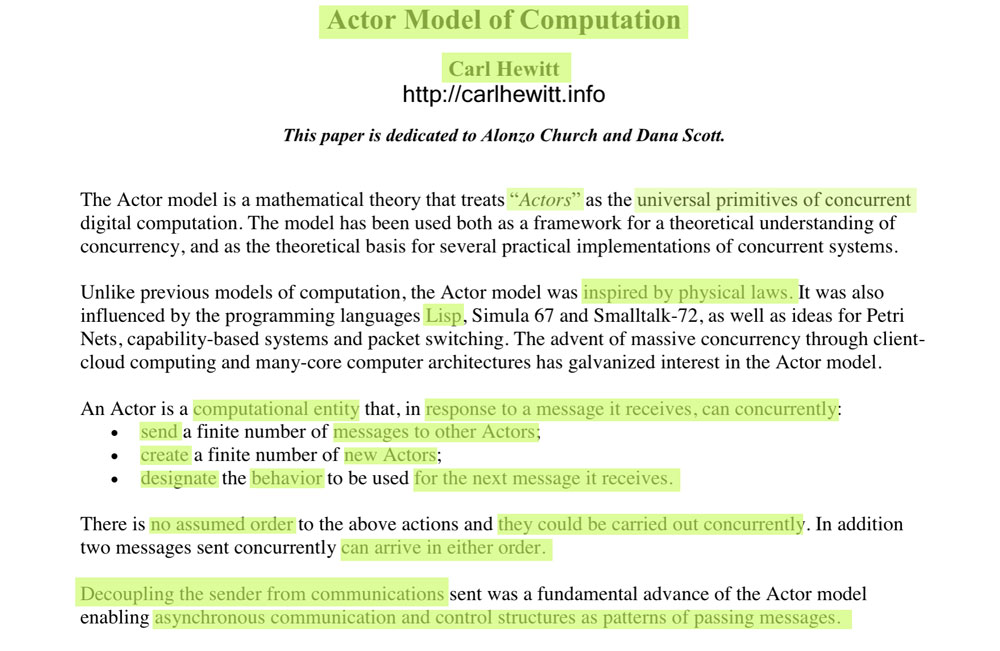 Actor Model of Computation
Carl Hewitt
http://carlhewitt.info
This paper is dedicated to Alonzo Church and Dana Scott.
The Actor model is a mathematical theory that treats “Actors” as the universal primitives of concurrent
digital computation. The model has been used both as a framework for a theoretical understanding of
concurrency, and as the theoretical basis for several practical implementations of concurrent systems.
Unlike previous models of computation, the Actor model was inspired by physical laws. It was also
influenced by the programming languages Lisp, Simula 67 and Smalltalk-72, as well as ideas for Petri
Nets, capability-based systems and packet switching. The advent of massive concurrency through client-
cloud computing and many-core computer architectures has galvanized interest in the Actor model.
An Actor is a computational entity that, in response to a message it receives, can concurrently:
• send a finite number of messages to other Actors;
• create a finite number of new Actors;
• designate the behavior to be used for the next message it receives.
There is no assumed order to the above actions and they could be carried out concurrently. In addition
two messages sent concurrently can arrive in either order.
Decoupling the sender from communications sent was a fundamental advance of the Actor model
enabling asynchronous communication and control structures as patterns of passing messages.